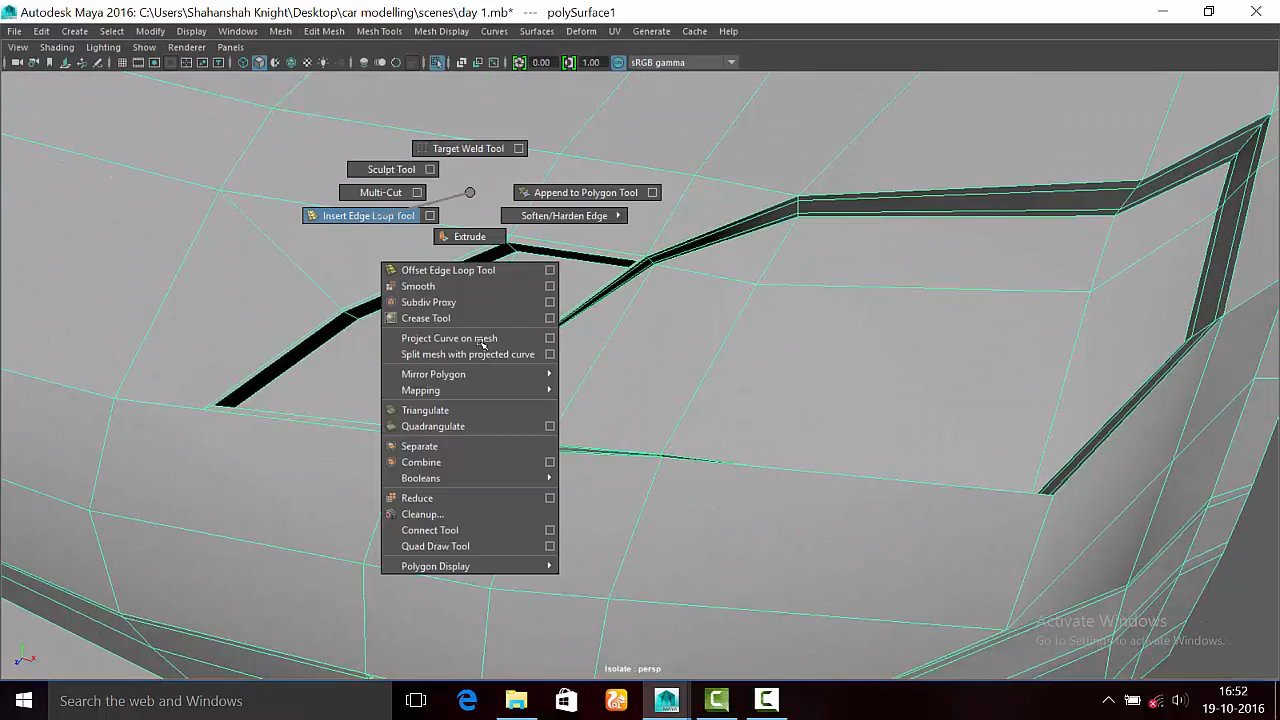 Autodesk Maya 2016: C:\Users\Shahanshah Knight\Desktop\car modelling\scenes\day 1.mb* --- polySurface1
File Edit Create Select Modify Display Windows Mesh Edit Mesh Mesh Tools Mesh Display Curves Surfaces Deform UV Generate Cache Help
View Shading Lighting Show Renderer Panels
0.00 1.00 sRGB gamma
Target Weld Tool
Sculpt Tool
Multi-Cut Append to Polygon Tool
Insert Edge Loop Tool Soften/Harden Edge
Extrude
Offset Edge Loop Tool
Smooth
Subdiv Proxy
Crease Tool
Project Curve on mesh
Split mesh with projected curve
Mirror Polygon
Mapping
Triangulate
Quadrangulate
Separate
Combine
Booleans
Reduce
Cleanup...
Connect Tool
Quad Draw Tool
Polygon Display
Activate Windows
Go to Settings to activate Windows.
Isolate : persp
Search the web and Windows
16:52
19-10-2016